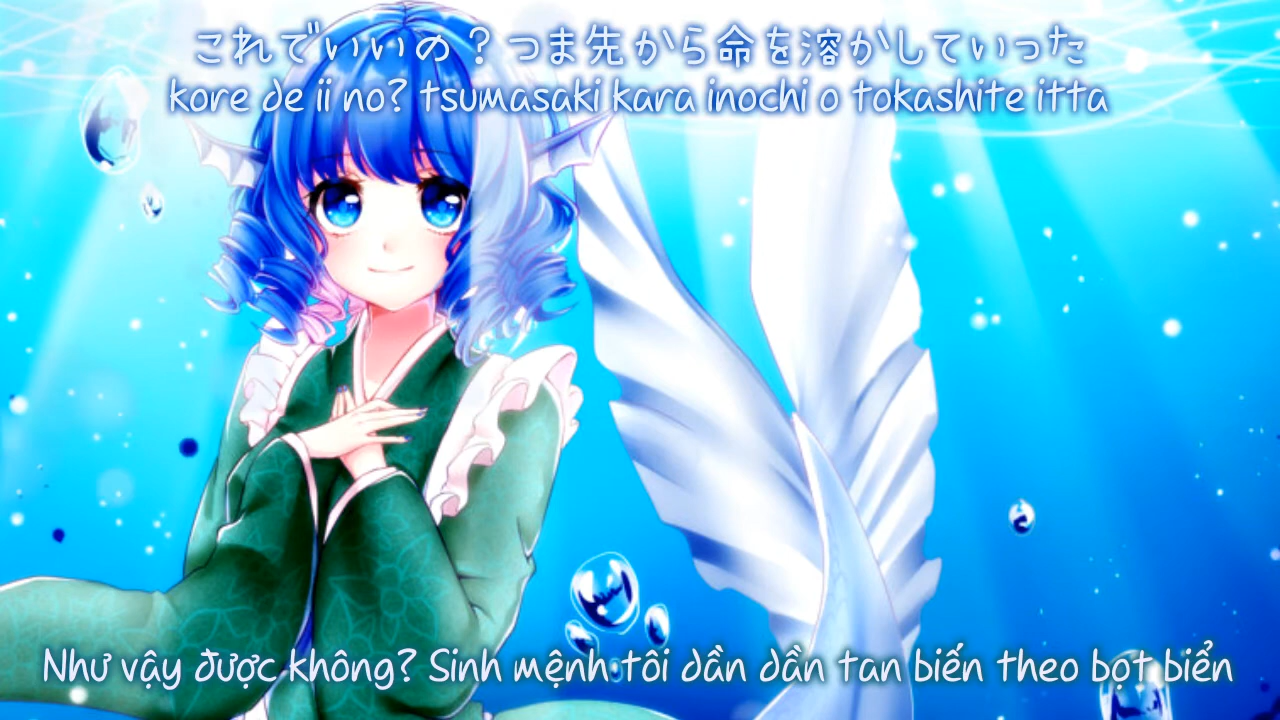 これでいいの？つま先から命を溶かしていった
kore de ii no? tsumasaki kara inochi o tokashite itta
Như vậy được không? Sinh mệnh tôi dần dần tan biến theo bọt biển